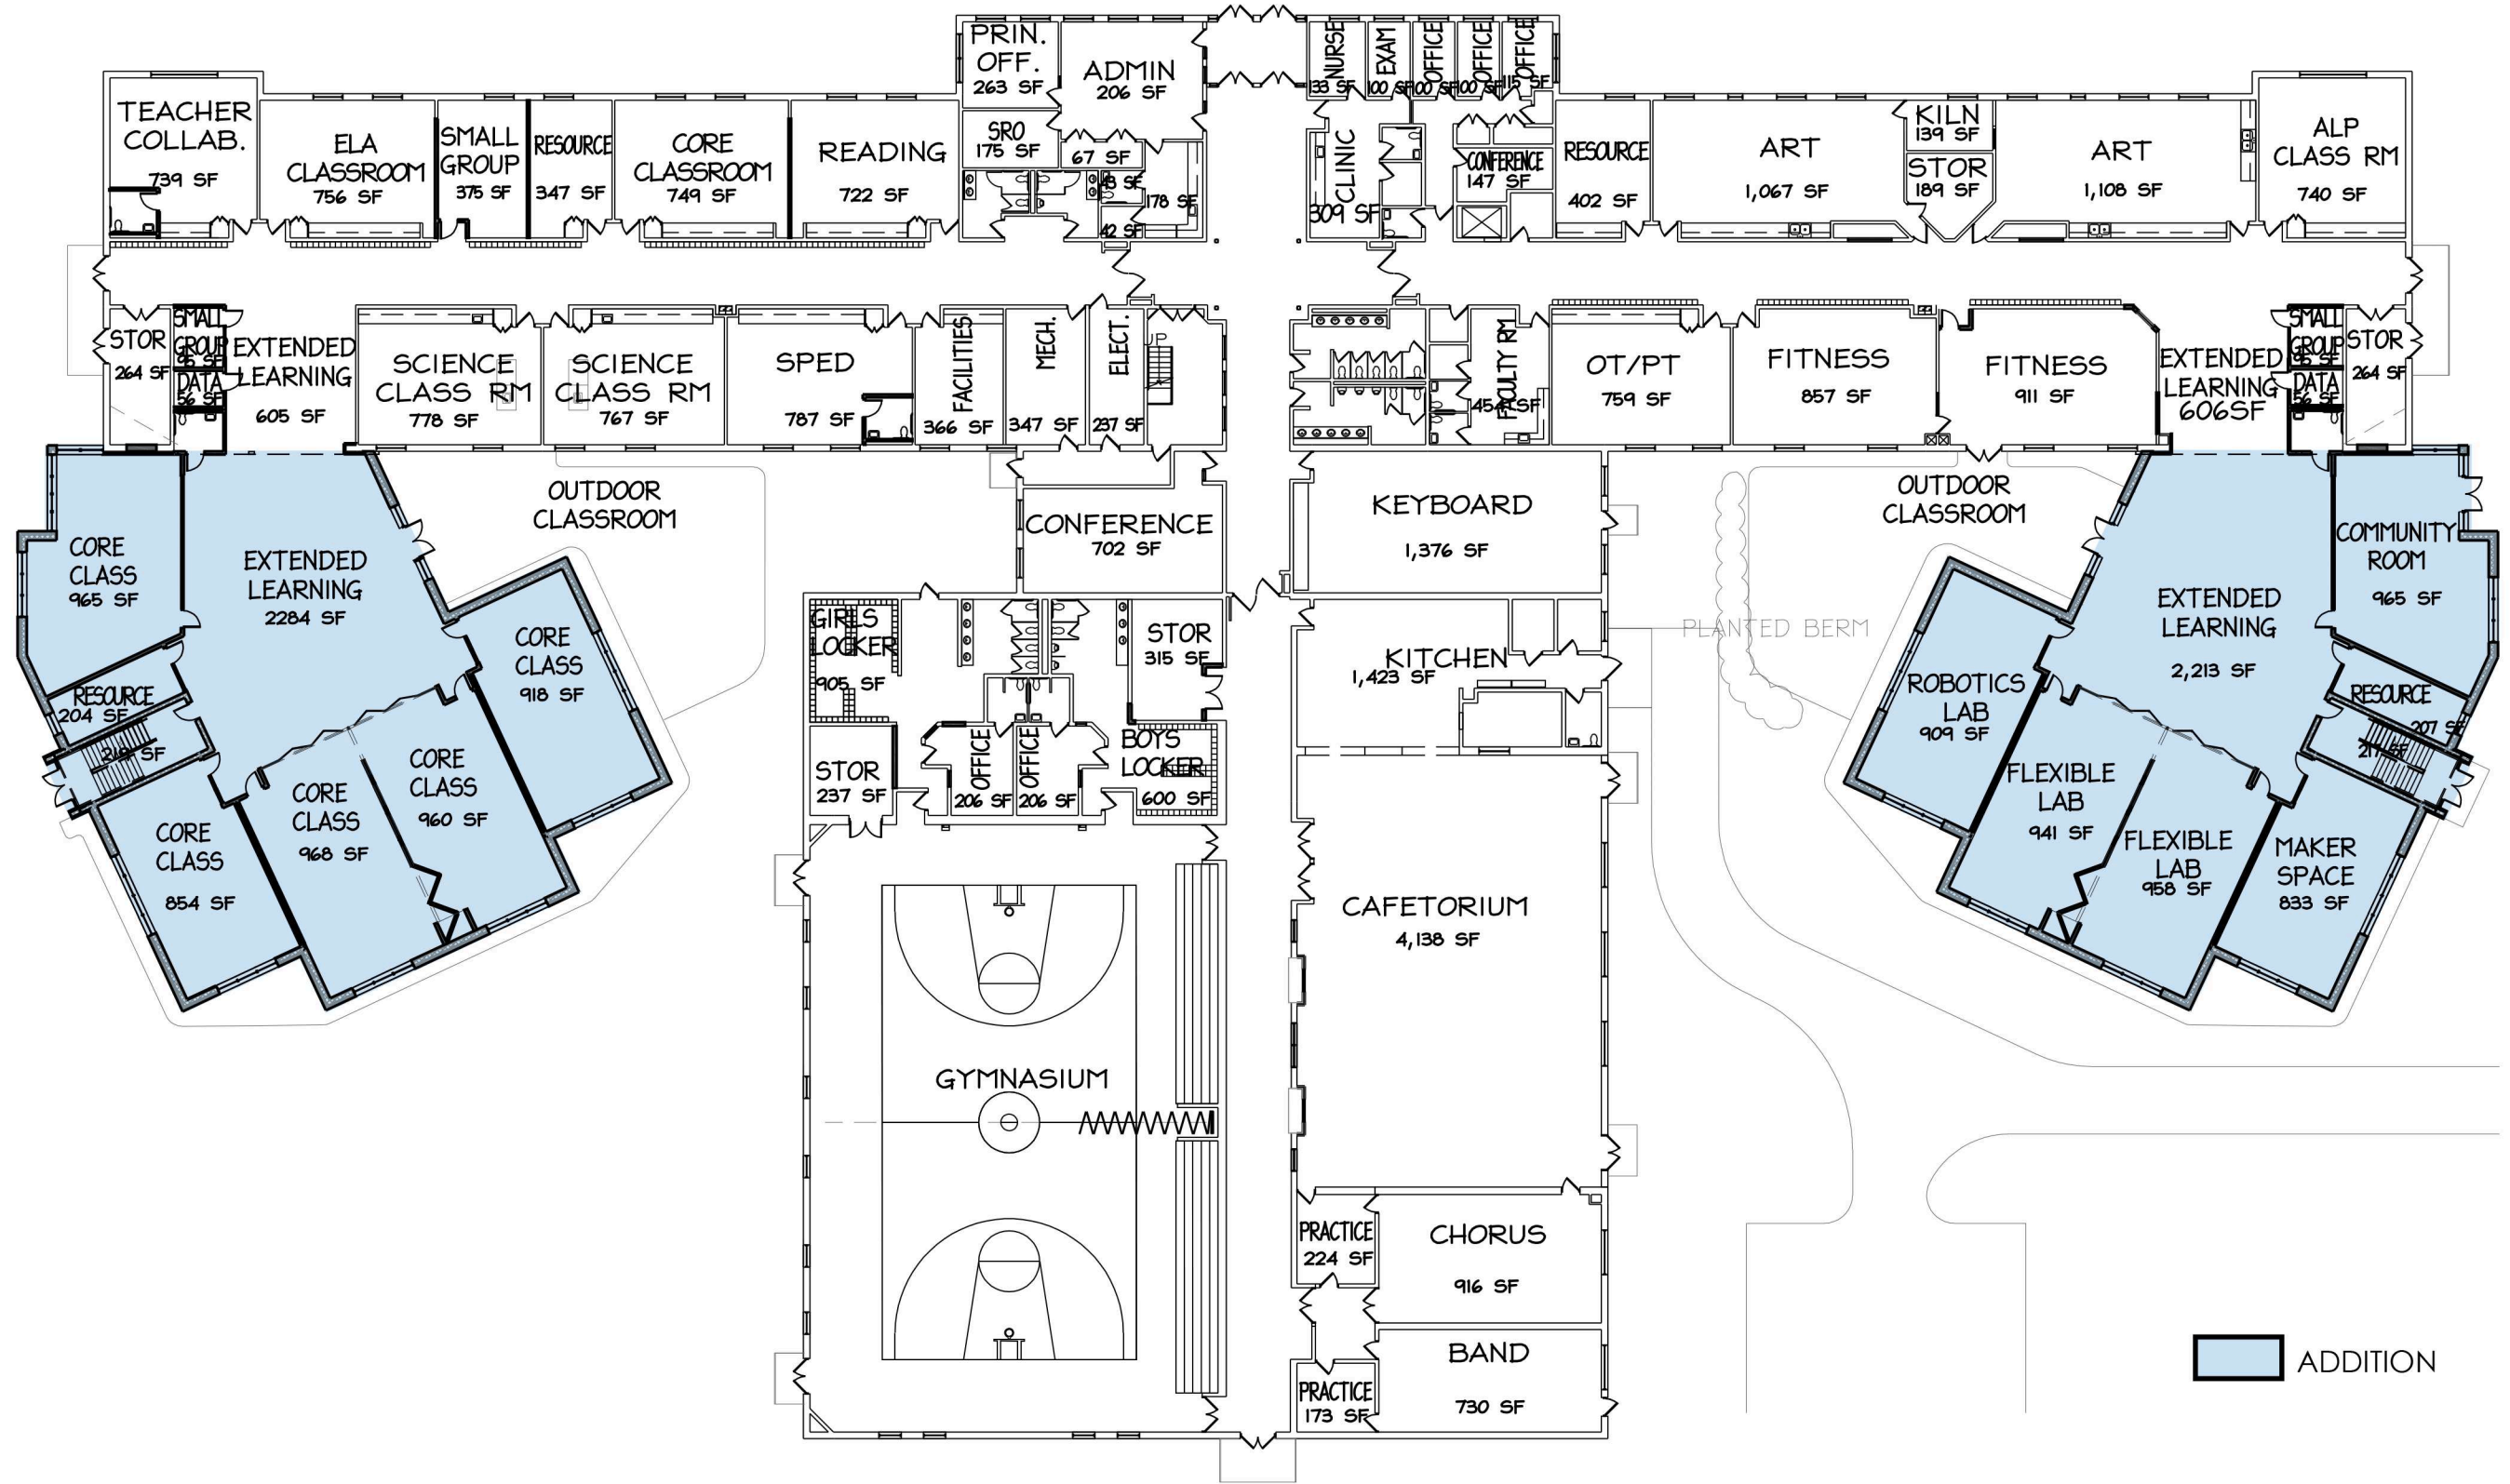 PRIN.
OFF.
263 SF
ADMIN
206 SF
NURSE
133 SF
EXAM
100 SF
OFFICE
100 SF
OFFICE
100 SF
OFFICE
115 SF
TEACHER
COLLAB.
739 SF
ELA
CLASSROOM
756 SF
SMALL
GROUP
375 SF
RESOURCE
347 SF
CORE
CLASSROOM
749 SF
READING
722 SF
SRO
175 SF
67 SF
43 SF
178 SF
42 SF
CLINIC
309 SF
CONFERENCE
147 SF
RESOURCE
402 SF
ART
1,067 SF
KILN
139 SF
STOR
189 SF
ART
1,108 SF
ALP
CLASS RM
740 SF
STOR
264 SF
SMALL
GROUP
DATA
56 SF
EXTENDED
LEARNING
605 SF
SCIENCE
CLASS RM
778 SF
SCIENCE
CLASS RM
767 SF
SPED
787 SF
FACILITIES
366 SF
MECH.
347 SF
ELECT.
237 SF
UP
FACULTY RM
454 SF
OT/PT
759 SF
FITNESS
857 SF
FITNESS
911 SF
EXTENDED
LEARNING
606SF
SMALL
GROUP
DATA
56 SF
STOR
264 SF
CORE
CLASS
965 SF
EXTENDED
LEARNING
2284 SF
OUTDOOR
CLASSROOM
CORE
CLASS
918 SF
RESOURCE
204 SF
CORE
CLASS
854 SF
CORE
CLASS
968 SF
CORE
CLASS
960 SF
CONFERENCE
702 SF
KEYBOARD
1,376 SF
GIRLS
LOCKER
905 SF
STOR
315 SF
KITCHEN
1,423 SF
STOR
237 SF
OFFICE
206 SF
OFFICE
206 SF
BOYS
LOCKER
600 SF
OUTDOOR
CLASSROOM
PLANTED BERM
COMMUNITY
ROOM
965 SF
EXTENDED
LEARNING
2,213 SF
ROBOTICS
LAB
909 SF
RESOURCE
207 SF
217 SF
FLEXIBLE
LAB
941 SF
FLEXIBLE
LAB
958 SF
MAKER
SPACE
833 SF
CAFETORIUM
4,138 SF
GYMNASIUM
PRACTICE
224 SF
CHORUS
916 SF
BAND
730 SF
PRACTICE
173 SF
ADDITION